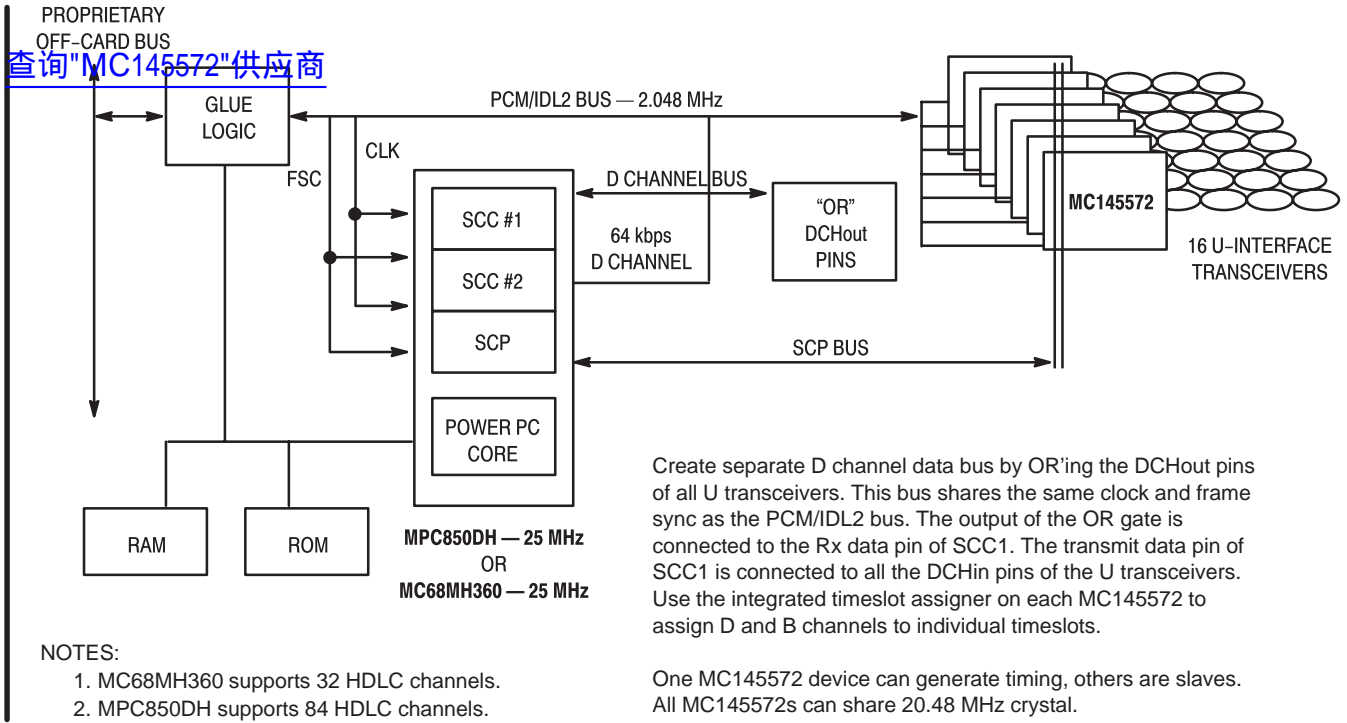 PROPRIETARY
OFF–CARD BUS
查询"MC145572"供应商
GLUE
LOGIC
PCM/IDL2 BUS — 2.048 MHz
CLK
FSC
SCC #1
SCC #2
SCP
POWER PC
CORE
D CHANNEL BUS
64 kbps
D CHANNEL
"OR"
DCHout
PINS
MC145572
16 U–INTERFACE
TRANSCEIVERS
SCP BUS
RAM
ROM
MPC850DH — 25 MHz
OR
MC68MH360 — 25 MHz
Create separate D channel data bus by OR'ing the DCHout pins
of all U transceivers. This bus shares the same clock and frame
sync as the PCM/IDL2 bus. The output of the OR gate is
connected to the Rx data pin of SCC1. The transmit data pin of
SCC1 is connected to all the DCHin pins of the U transceivers.
Use the integrated timeslot assigner on each MC145572 to
assign D and B channels to individual timeslots.
One MC145572 device can generate timing, others are slaves.
All MC145572s can share 20.48 MHz crystal.
NOTES:
1. MC68MH360 supports 32 HDLC channels.
2. MPC850DH supports 84 HDLC channels.